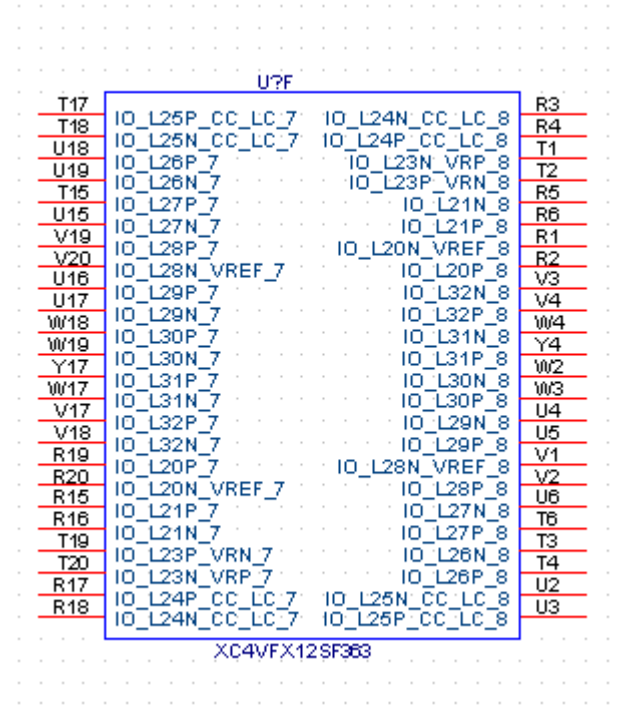 U?F
T17 IO_L25P_CC_LC_7 IO_L24N_CC_LC_8 R3
T18 IO_L25N_CC_LC_7 IO_L24P_CC_LC_8 R4
U18 IO_L26P_7 IO_L23N_VRP_8 T1
U19 IO_L26N_7 IO_L23P_VRN_8 T2
T15 IO_L27P_7 IO_L21N_8 R5
U15 IO_L27N_7 IO_L21P_8 R6
V19 IO_L28P_7 IO_L20N_VREF_8 R1
V20 IO_L28N_VREF_7 IO_L20P_8 R2
U16 IO_L29P_7 IO_L32N_8 V3
U17 IO_L29N_7 IO_L32P_8 V4
W18 IO_L30P_7 IO_L31N_8 W4
W19 IO_L30N_7 IO_L31P_8 Y4
Y17 IO_L31P_7 IO_L30N_8 W2
W17 IO_L31N_7 IO_L30P_8 W3
V17 IO_L32P_7 IO_L29N_8 U4
V18 IO_L32N_7 IO_L29P_8 U5
R19 IO_L20P_7 IO_L28N_VREF_8 V1
R20 IO_L20N_VREF_7 IO_L28P_8 V2
R15 IO_L21P_7 IO_L27N_8 U6
R16 IO_L21N_7 IO_L27P_8 T6
T19 IO_L23P_VRN_7 IO_L26N_8 T3
T20 IO_L23N_VRP_7 IO_L26P_8 T4
R17 IO_L24P_CC_LC_7 IO_L25N_CC_LC_8 U2
R18 IO_L24N_CC_LC_7 IO_L25P_CC_LC_8 U3
XC4VFX12SF363